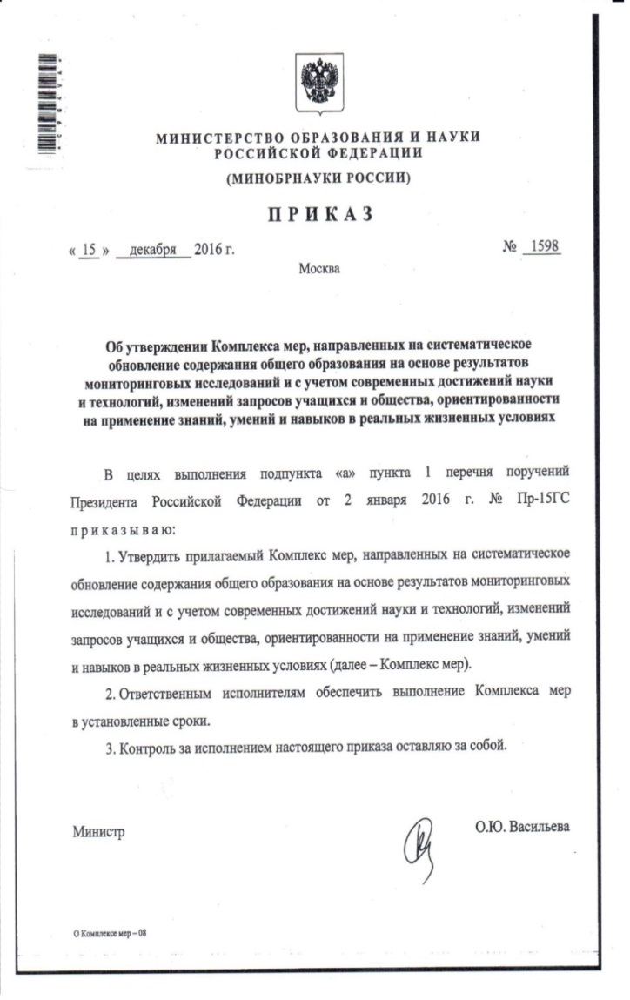 МИНИСТЕРСТВО ОБРАЗОВАНИЯ И НАУКИ
РОССИЙСКОЙ ФЕДЕРАЦИИ
(МИНОБРНАУКИ РОССИИ)
ПРИКАЗ
« 15 » декабря 2016 г. № 1598
Москва
Об утверждении Комплекса мер, направленных на систематическое
обновление содержания общего образования на основе результатов
мониторинговых исследований и с учетом современных достижений науки
и технологий, изменений запросов учащихся и общества, ориентированности
на применение знаний, умений и навыков в реальных жизненных условиях
В целях выполнения подпункта «а» пункта 1 перечня поручений
Президента Российской Федерации от 2 января 2016 г. № Пр-15ГС
приказываю:
1. Утвердить прилагаемый Комплекс мер, направленных на систематическое
обновление содержания общего образования на основе результатов мониторинговых
исследований и с учетом современных достижений науки и технологий, изменений
запросов учащихся и общества, ориентированности на применение знаний, умений
и навыков в реальных жизненных условиях (далее – Комплекс мер).
2. Ответственным исполнителям обеспечить выполнение Комплекса мер
в установленные сроки.
3. Контроль за исполнением настоящего приказа оставляю за собой.
Министр О.Ю. Васильева
О Комплексе мер – 08